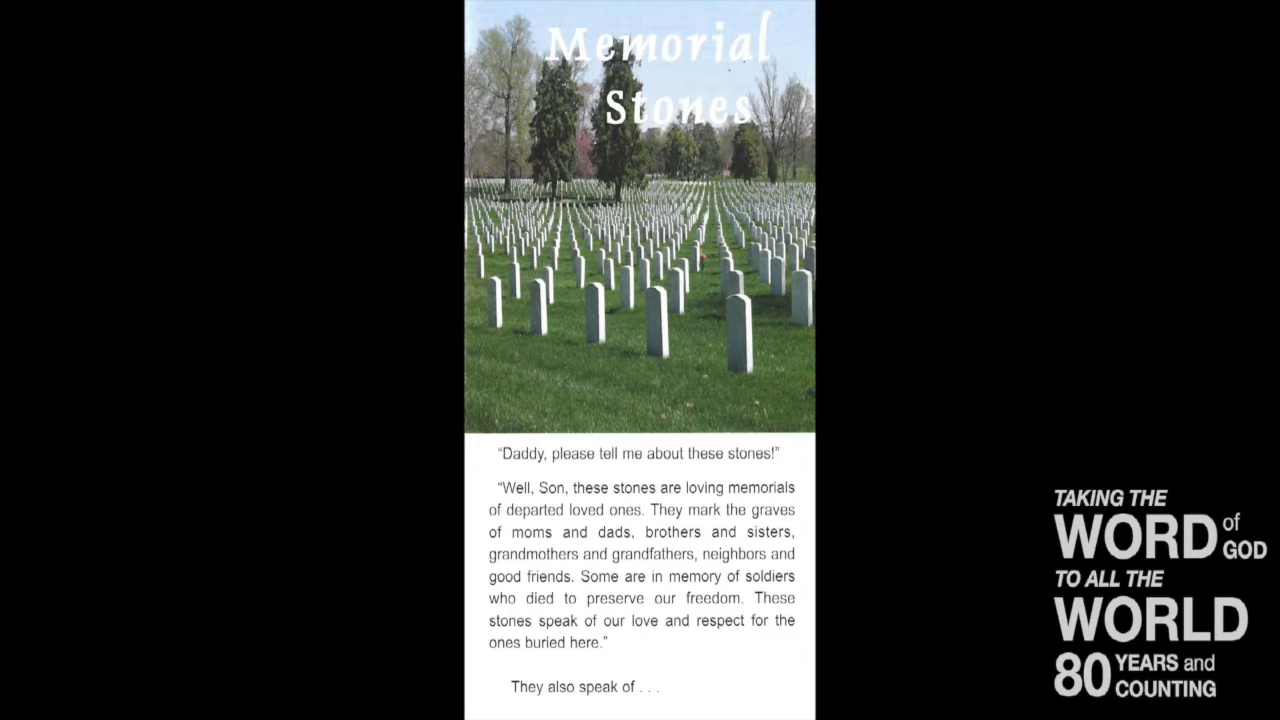 Memorial
Stones
“Daddy, please tell me about these stones!”
“Well, Son, these stones are loving memorials
of departed loved ones. They mark the graves
of moms and dads, brothers and sisters,
grandmothers and grandfathers, neighbors and
good friends. Some are in memory of soldiers
who died to preserve our freedom. These
stones speak of our love and respect for the
ones buried here.”
They also speak of . . .
TAKING THE
WORD of GOD
TO ALL THE
WORLD
80 YEARS and
COUNTING